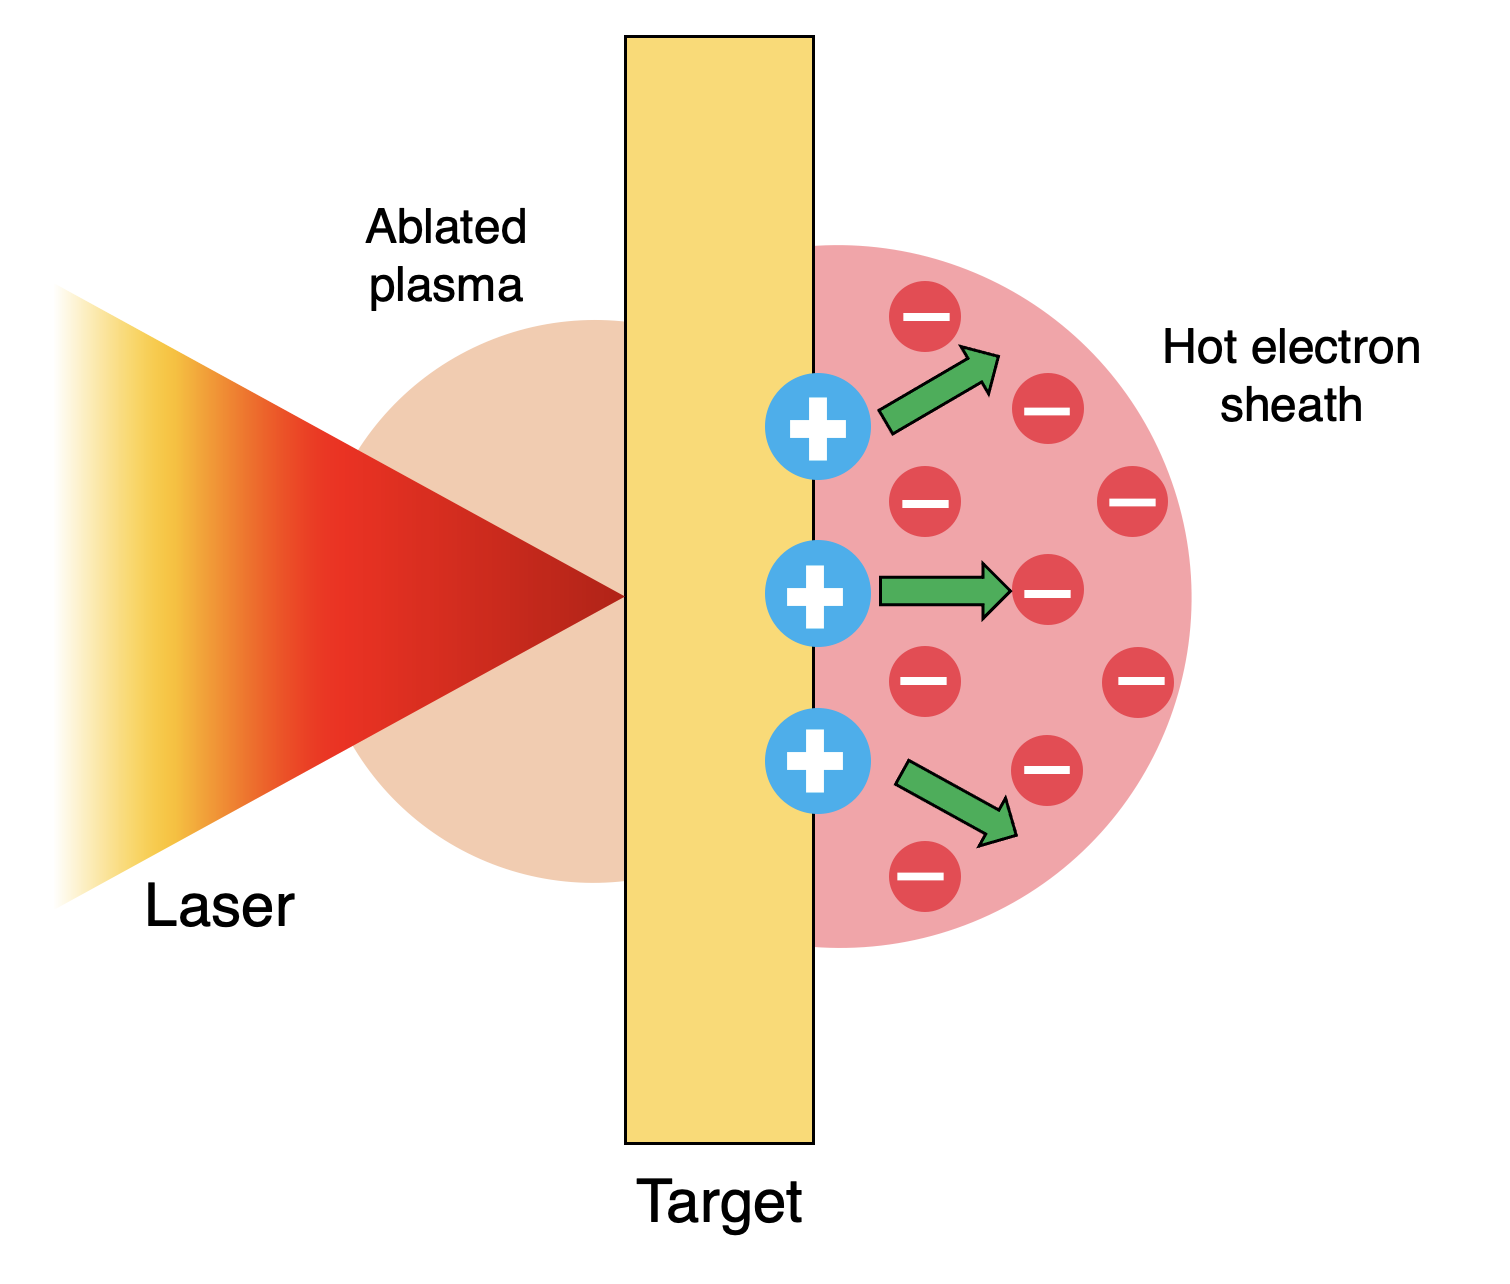 Ablated
plasma
Hot electron
sheath
Laser
Target